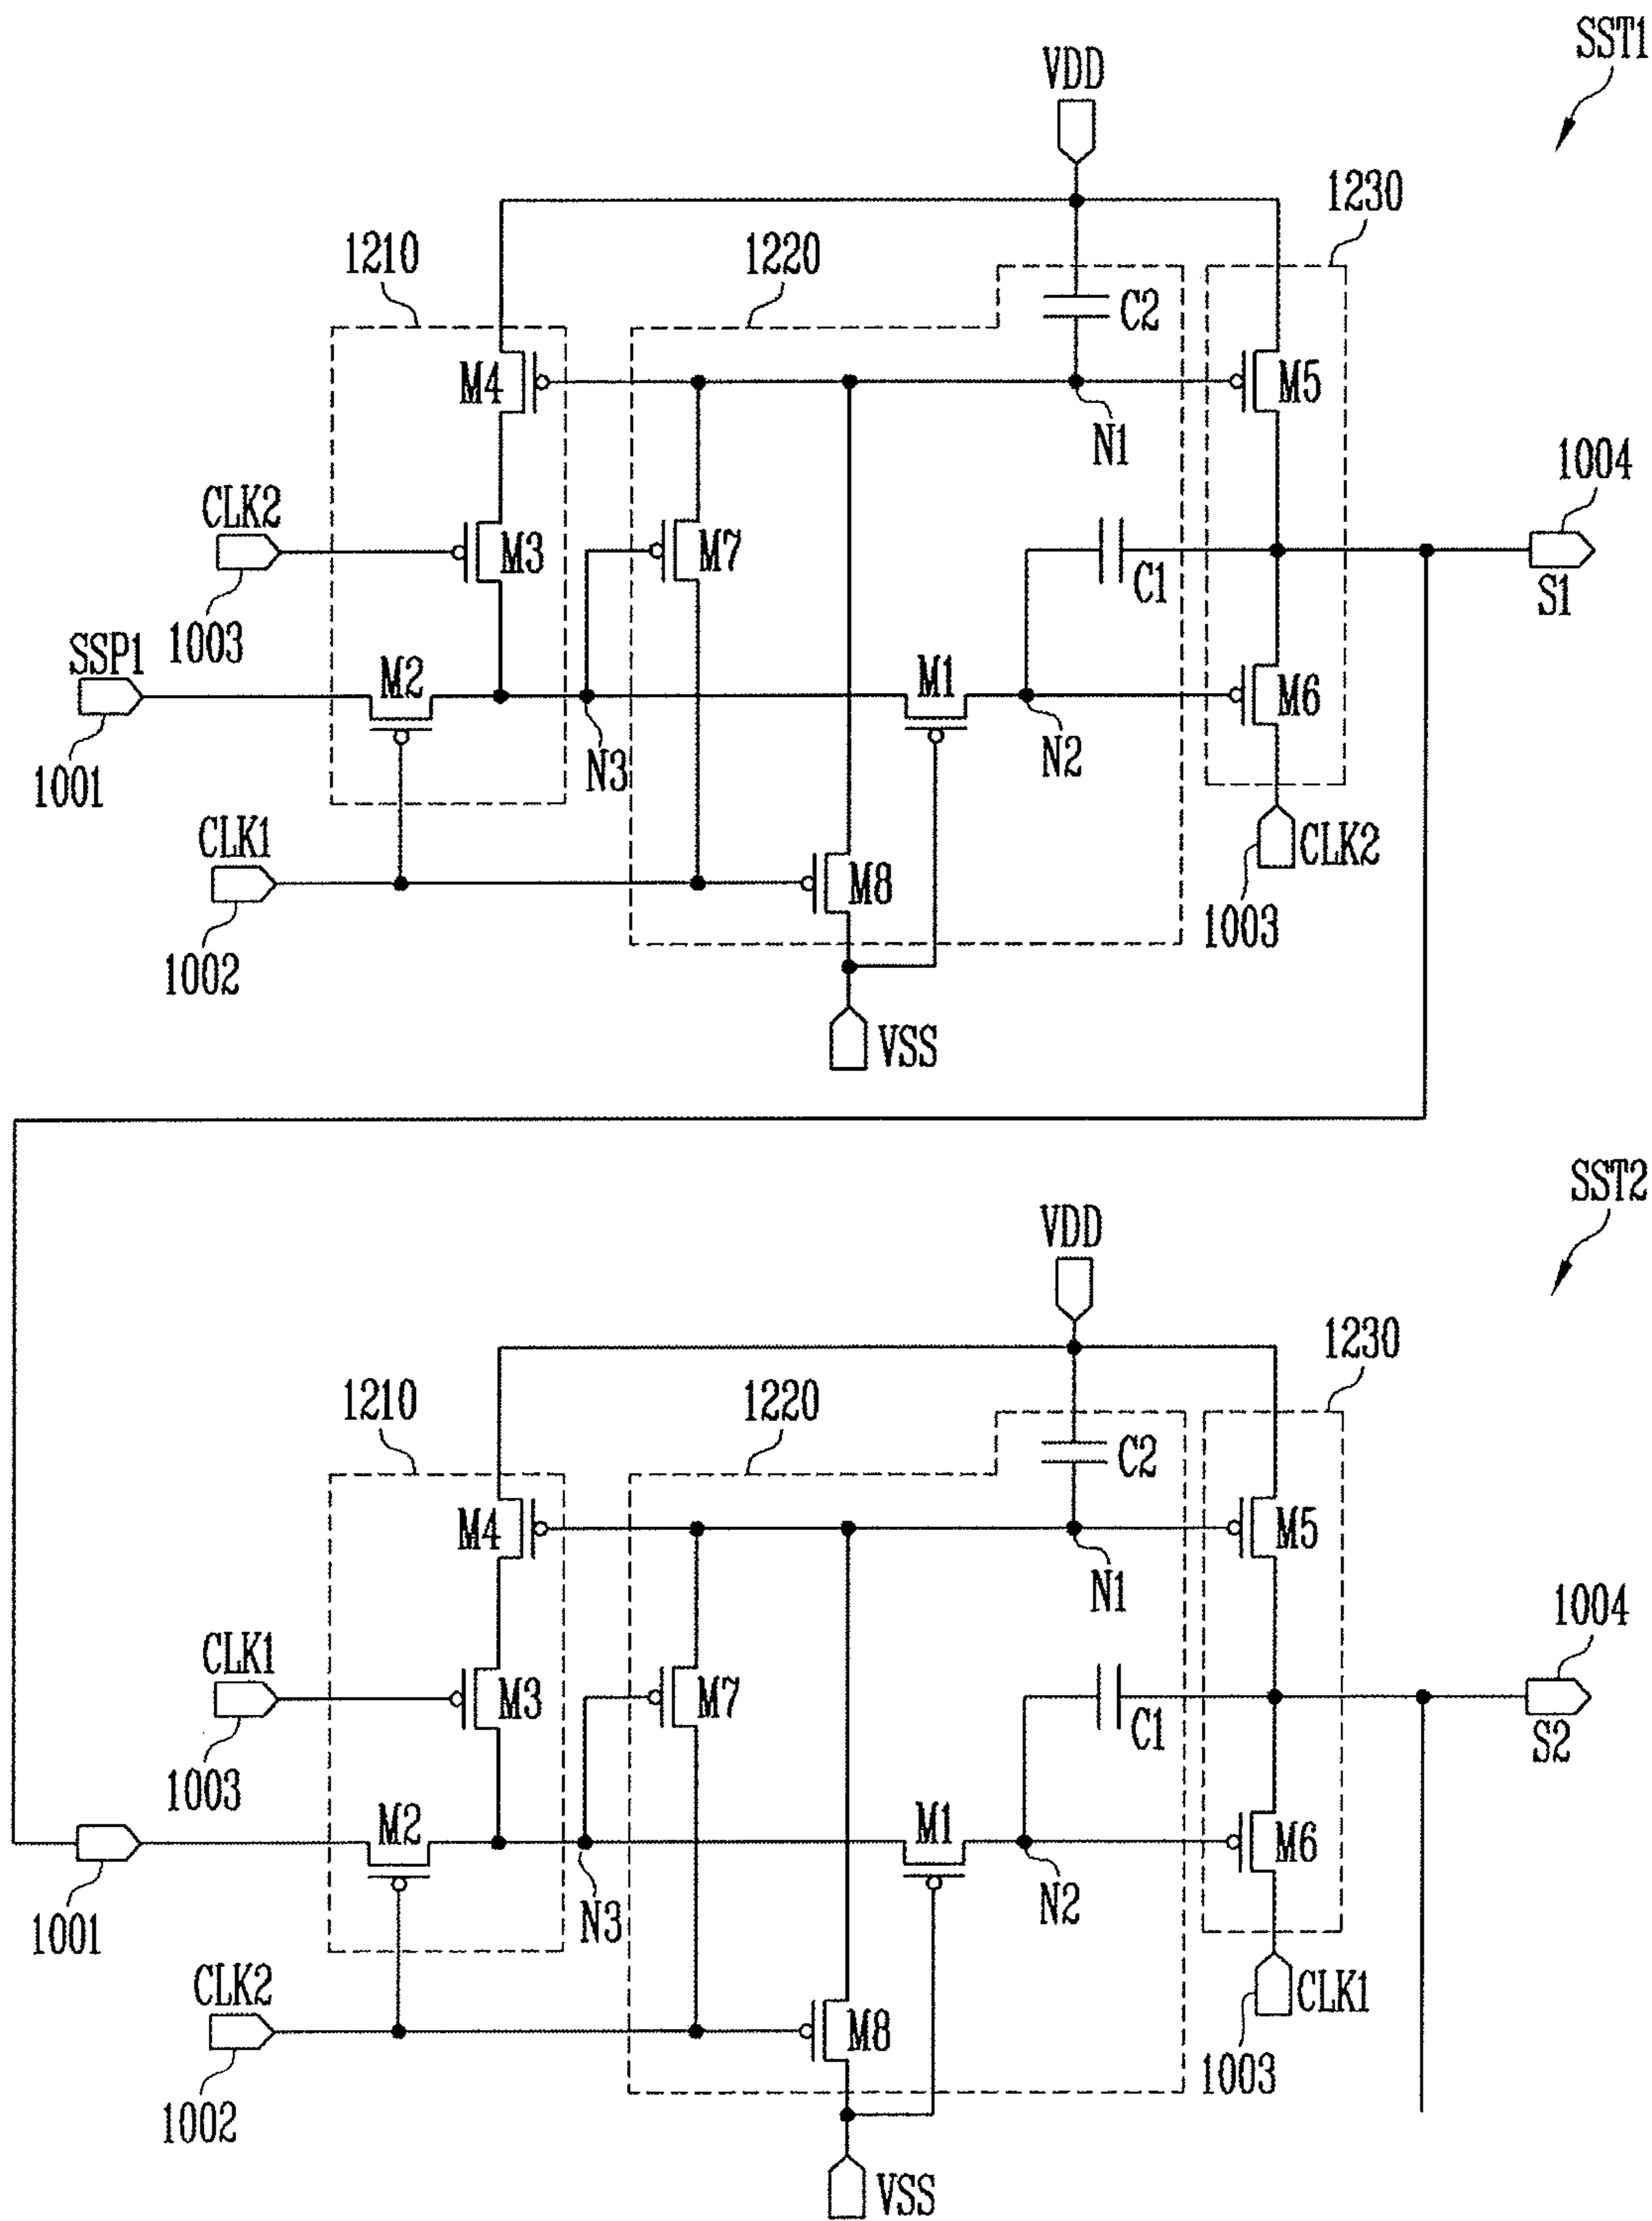 SST1
VDD
1230
1210
1220
C2
M4
M5
N1
1004
CLK2
M3
M7
C1
S1
1003
SSP1
M2
M1
M6
1001
N3
N2
CLK1
CLK2
M8
1003
1002
VSS
SST2
VDD
1230
1210
1220
C2
M4
M5
N1
1004
CLK1
M3
M7
C1
S2
1003
M2
M1
M6
1001
N3
N2
CLK2
CLK1
M8
1003
1002
VSS